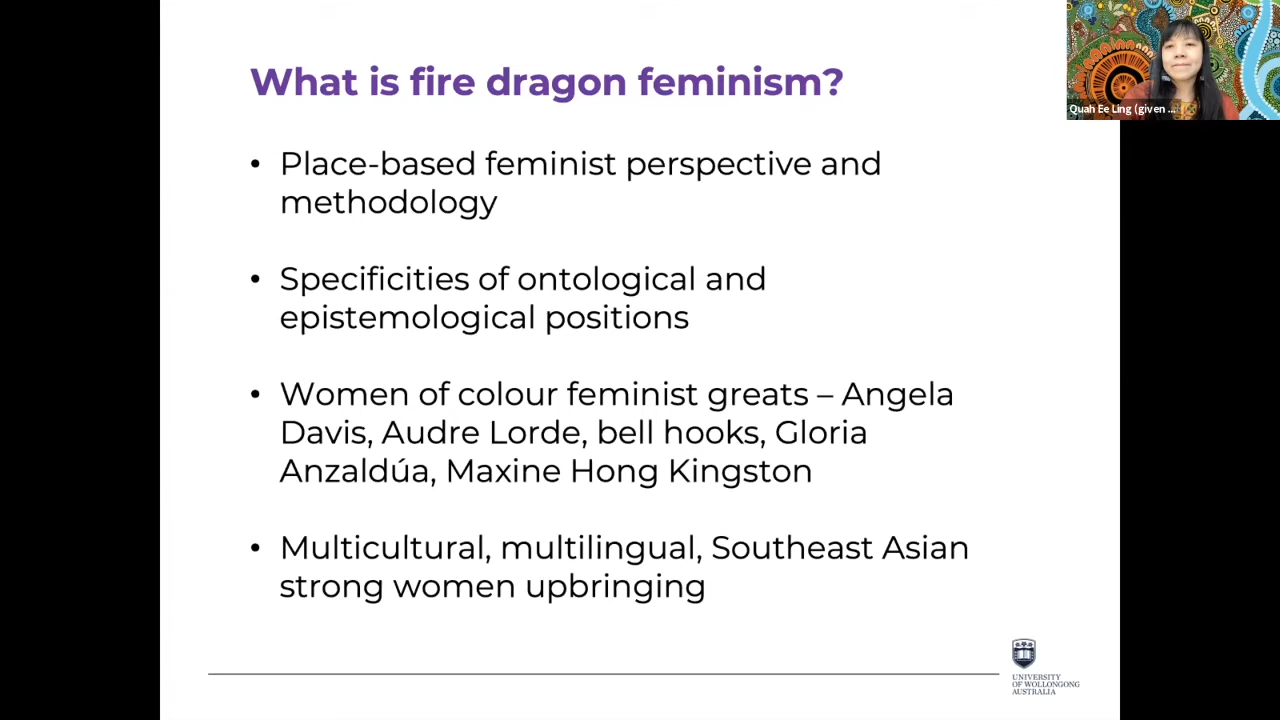 What is fire dragon feminism?
• Place-based feminist perspective and
methodology
• Specificities of ontological and
epistemological positions
• Women of colour feminist greats – Angela
Davis, Audre Lorde, bell hooks, Gloria
Anzaldúa, Maxine Hong Kingston
• Multicultural, multilingual, Southeast Asian
strong women upbringing
UNIVERSITY
OF WOLLONGONG
AUSTRALIA
Quah Ee Ling (given ...